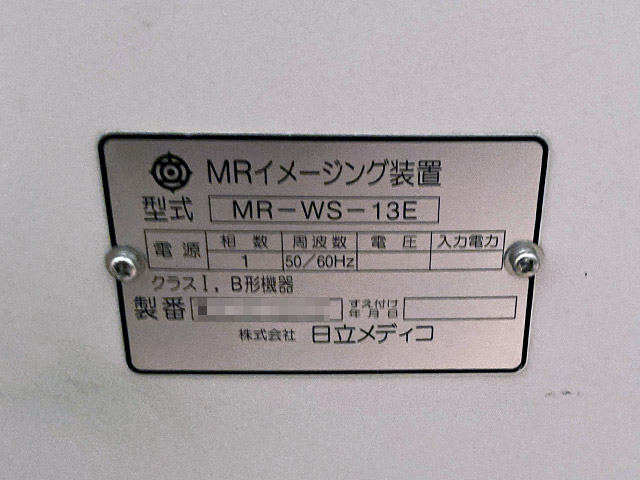 MRイメージング装置
型式 MR-WS-13E
電源 相数 周波数 電圧 入力電力
1 50/60Hz
クラスI，B形機器
製番 すえ付け年月日
株式会社 日立メディコ